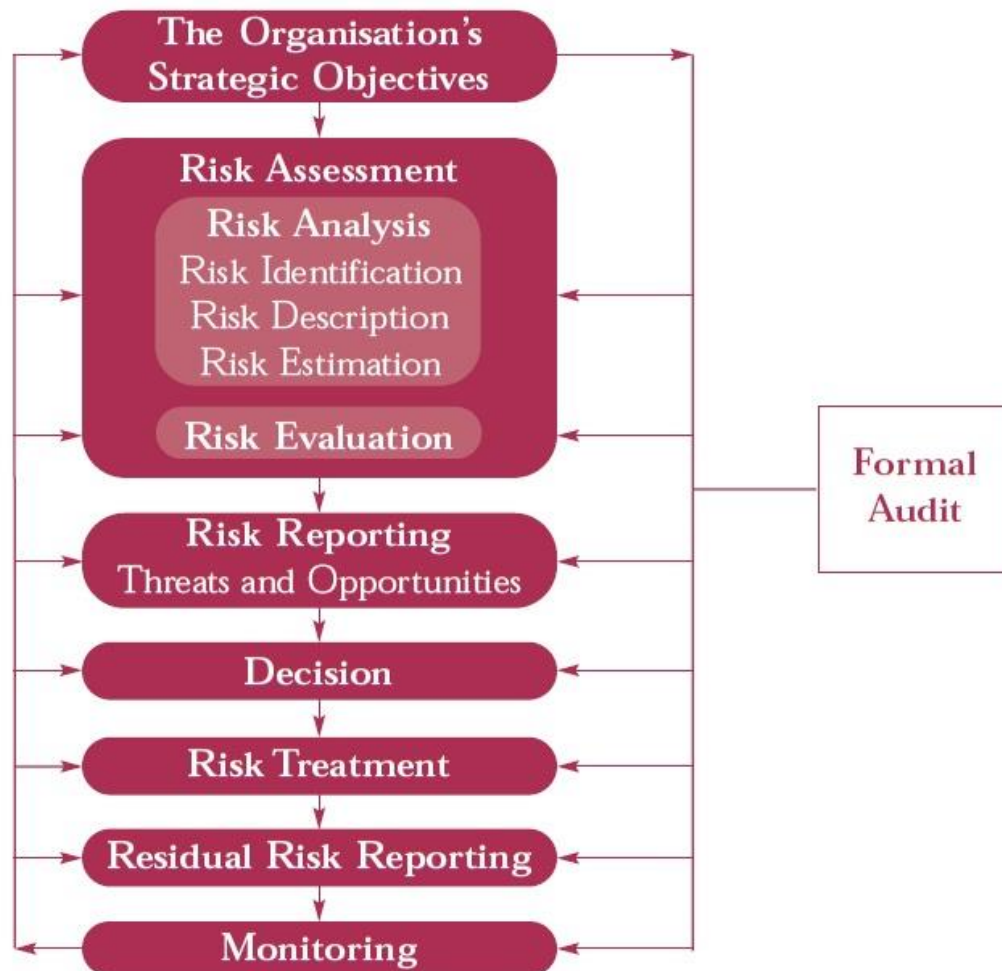 The Organisation's
Strategic Objectives
Risk Assessment
Risk Analysis
Risk Identification
Risk Description
Risk Estimation
Risk Evaluation
Risk Reporting
Threats and Opportunities
Decision
Risk Treatment
Residual Risk Reporting
Monitoring
Formal
Audit